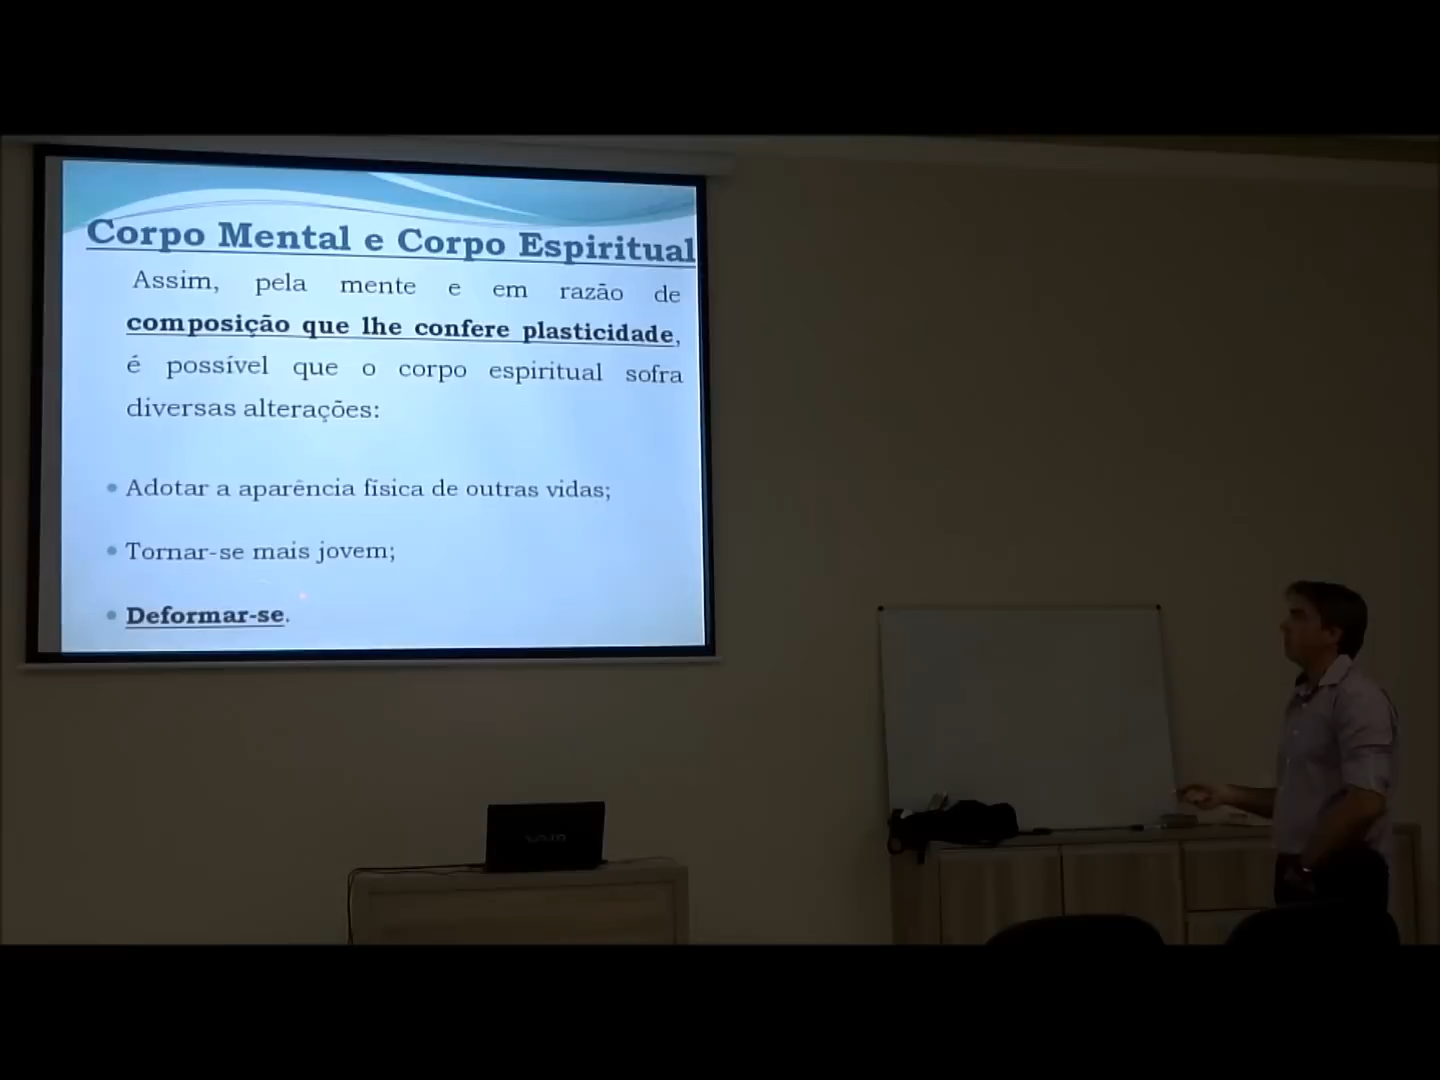 Corpo Mental e Corpo Espiritual
Assim, pela mente e em razão de
composição que lhe confere plasticidade,
é possível que o corpo espiritual sofra
diversas alterações:
• Adotar a aparência física de outras vidas;
• Tornar-se mais jovem;
• Deformar-se.
VAIO